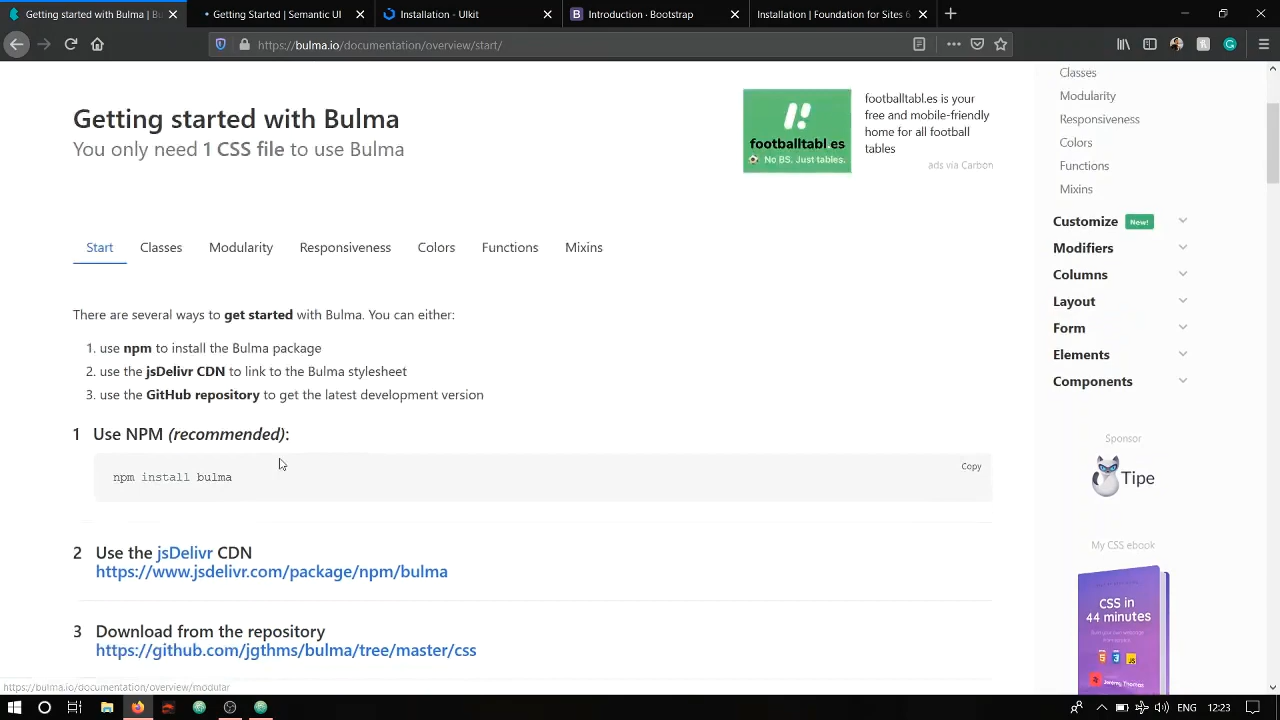 Getting started with Bulma | Bu
Getting Started | Semantic UI
Installation - UIkit
Introduction · Bootstrap
Installation | Foundation for Sites 6
https://bulma.io/documentation/overview/start/
Getting started with Bulma
You only need 1 CSS file to use Bulma
footballtabl.es
No BS. Just tables.
footballtabl.es is your
free and mobile-friendly
home for all football
tables
ads via Carbon
Start
Classes
Modularity
Responsiveness
Colors
Functions
Mixins
There are several ways to get started with Bulma. You can either:
1. use npm to install the Bulma package
2. use the jsDelivr CDN to link to the Bulma stylesheet
3. use the GitHub repository to get the latest development version
1 Use NPM (recommended):
npm install bulma
Copy
2 Use the jsDelivr CDN
https://www.jsdelivr.com/package/npm/bulma
3 Download from the repository
https://github.com/jgthms/bulma/tree/master/css
Classes
Modularity
Responsiveness
Colors
Functions
Mixins
Customize New!
Modifiers
Columns
Layout
Form
Elements
Components
Sponsor
Tipe
My CSS ebook
CSS in
44 minutes
Jeremy Thomas
https://bulma.io/documentation/overview/modular
ENG
12:23